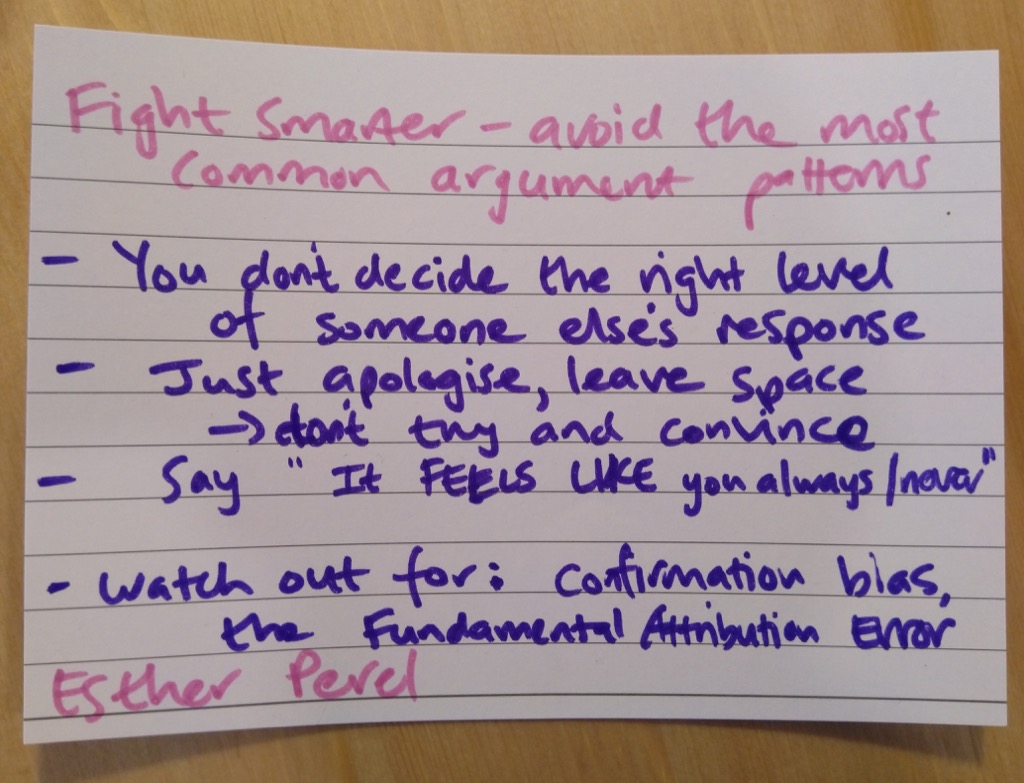 Fight Smarter - avoid the most
common argument patterns
- You don't decide the right level
of someone else's response
- Just apologise, leave space
→ don't try and convince
- Say "It FEELS LIKE you always/never"
- Watch out for: Confirmation bias,
the Fundamental Attribution Error
Esther Perel